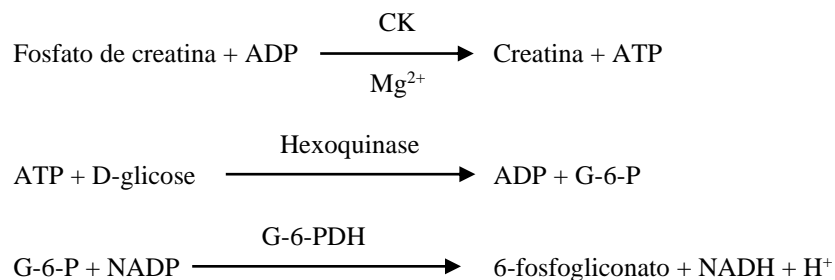 CK
Fosfato de creatina + ADP Creatina + ATP
Mg²⁺
Hexoquinase
ATP + D-glicose ADP + G-6-P
G-6-PDH
G-6-P + NADP 6-fosfogliconato + NADH + H⁺